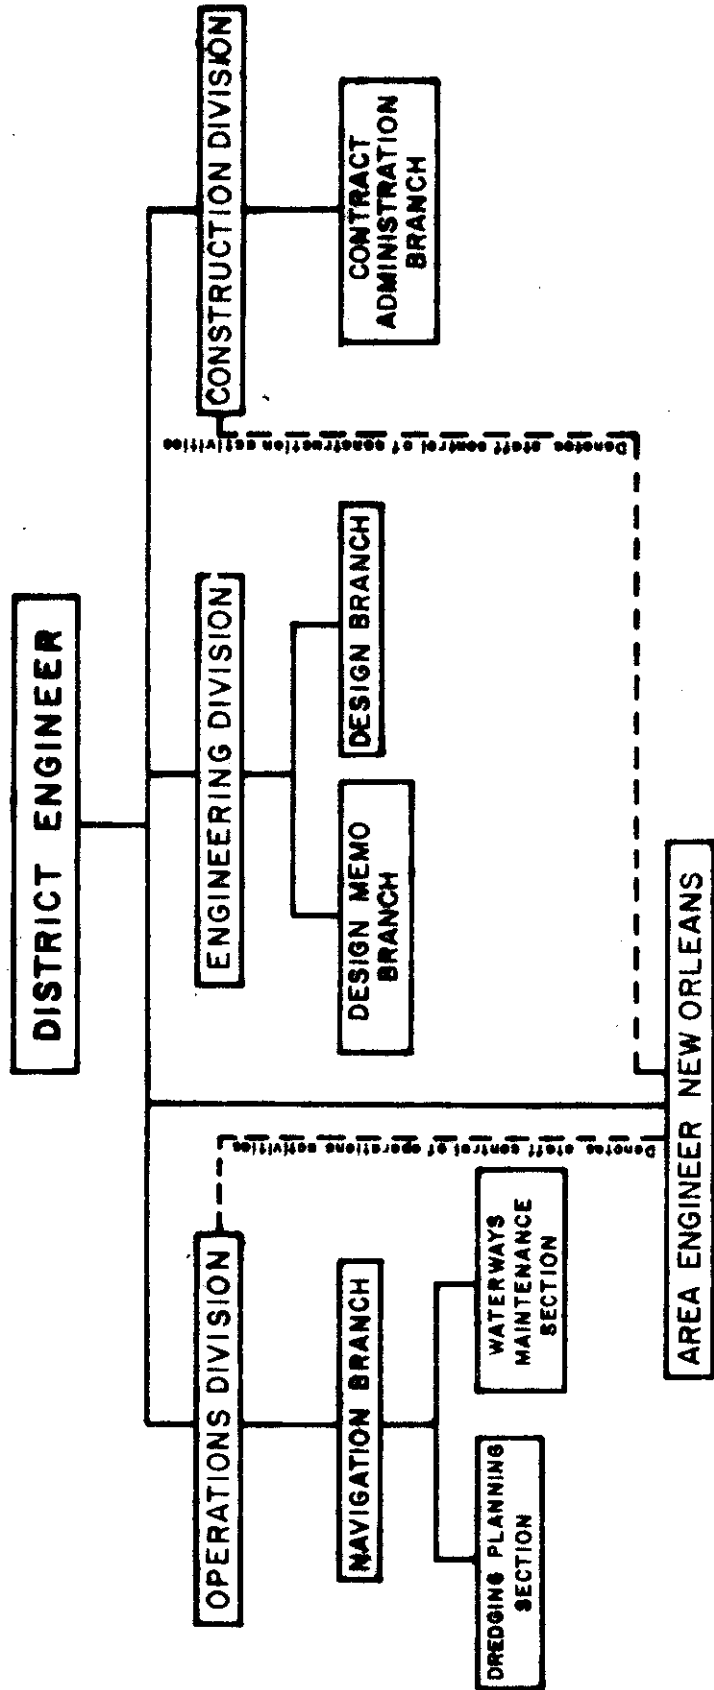 DISTRICT ENGINEER
OPERATIONS DIVISION
ENGINEERING DIVISION
CONSTRUCTION DIVISION
NAVIGATION BRANCH
DESIGN MEMO
BRANCH
DESIGN BRANCH
CONTRACT
ADMINISTRATION
BRANCH
DREDGING PLANNING
SECTION
WATERWAYS
MAINTENANCE
SECTION
Denotes staff control of operations activities
Denotes staff control of construction activities
AREA ENGINEER NEW ORLEANS